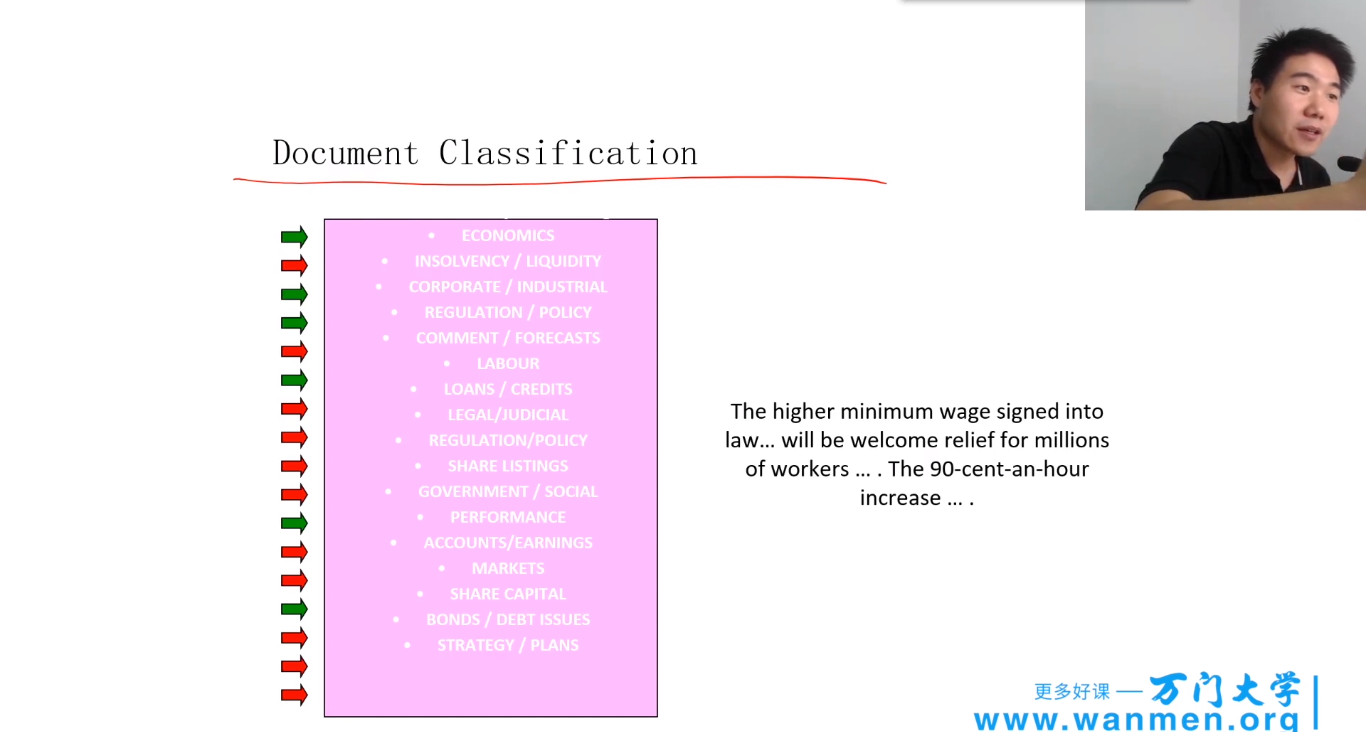 Document Classification
• ECONOMICS
• INSOLVENCY / LIQUIDITY
• CORPORATE / INDUSTRIAL
• REGULATION / POLICY
• COMMENT / FORECASTS
• LABOUR
• LOANS / CREDITS
• LEGAL/JUDICIAL
• REGULATION/POLICY
• SHARE LISTINGS
• GOVERNMENT / SOCIAL
• PERFORMANCE
• ACCOUNTS/EARNINGS
• MARKETS
• SHARE CAPITAL
• BONDS / DEBT ISSUES
• STRATEGY / PLANS
The higher minimum wage signed into
law… will be welcome relief for millions
of workers … . The 90-cent-an-hour
increase … .
更多好课 — 万门大学
www.wanmen.org